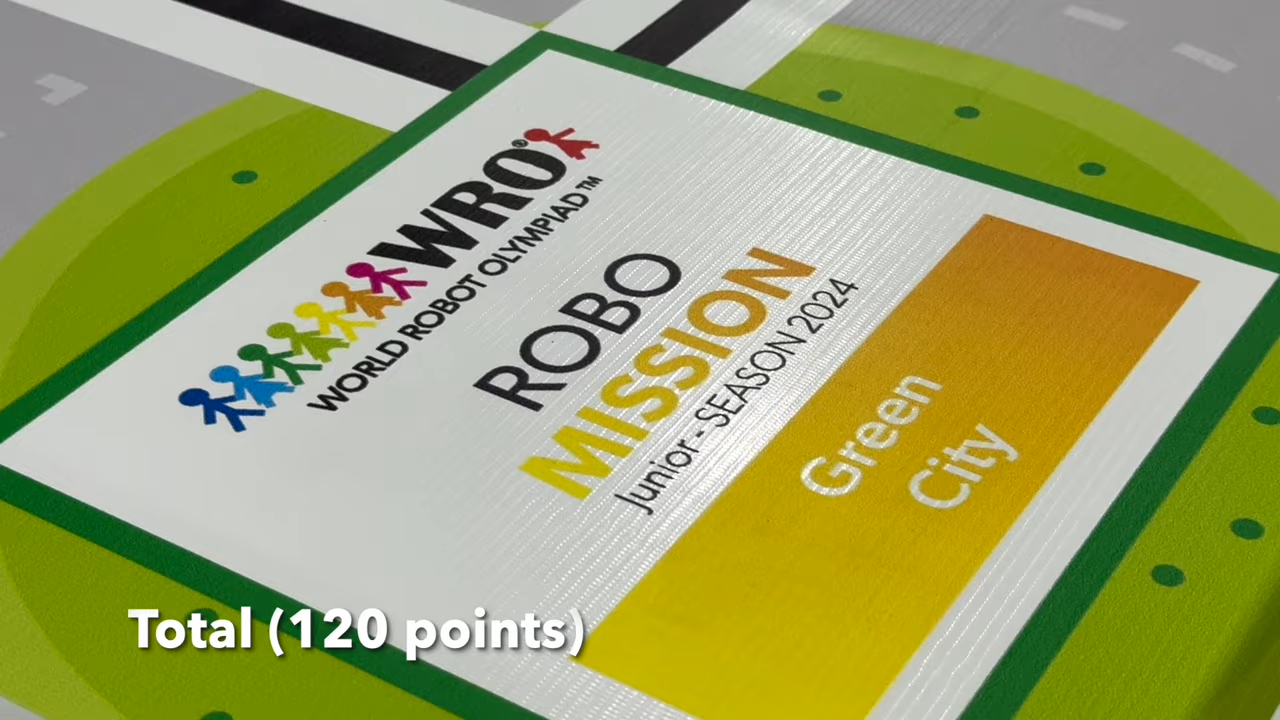 WRO®
WORLD ROBOT OLYMPIAD™
ROBO
MISSION
Junior - SEASON 2024
Green
City
Total (120 points)